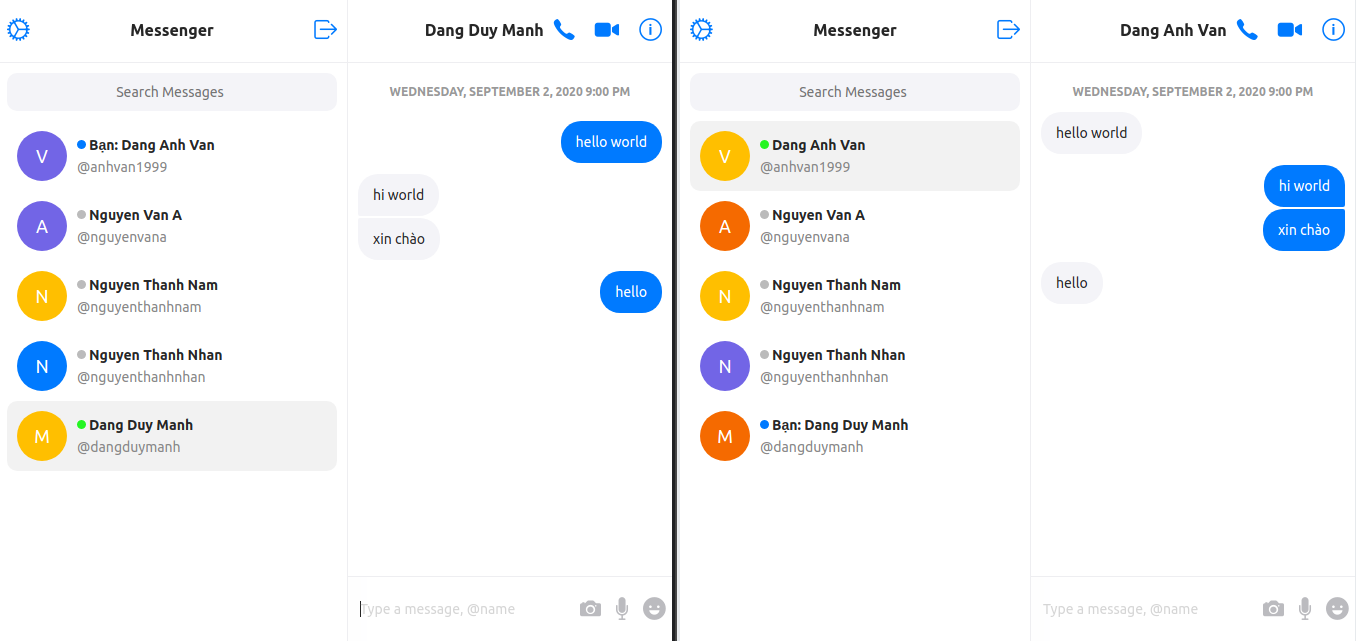 Messenger
Search Messages
V
Bạn: Dang Anh Van
@anhvan1999
A
Nguyen Van A
@nguyenvana
N
Nguyen Thanh Nam
@nguyenthanhnam
N
Nguyen Thanh Nhan
@nguyenthanhnhan
M
Dang Duy Manh
@dangduymanh
Dang Duy Manh
WEDNESDAY, SEPTEMBER 2, 2020 9:00 PM
hello world
hi world
xin chào
hello
Type a message, @name
Messenger
Search Messages
V
Dang Anh Van
@anhvan1999
A
Nguyen Van A
@nguyenvana
N
Nguyen Thanh Nam
@nguyenthanhnam
N
Nguyen Thanh Nhan
@nguyenthanhnhan
M
Bạn: Dang Duy Manh
@dangduymanh
Dang Anh Van
WEDNESDAY, SEPTEMBER 2, 2020 9:00 PM
hello world
hi world
xin chào
hello
Type a message, @name